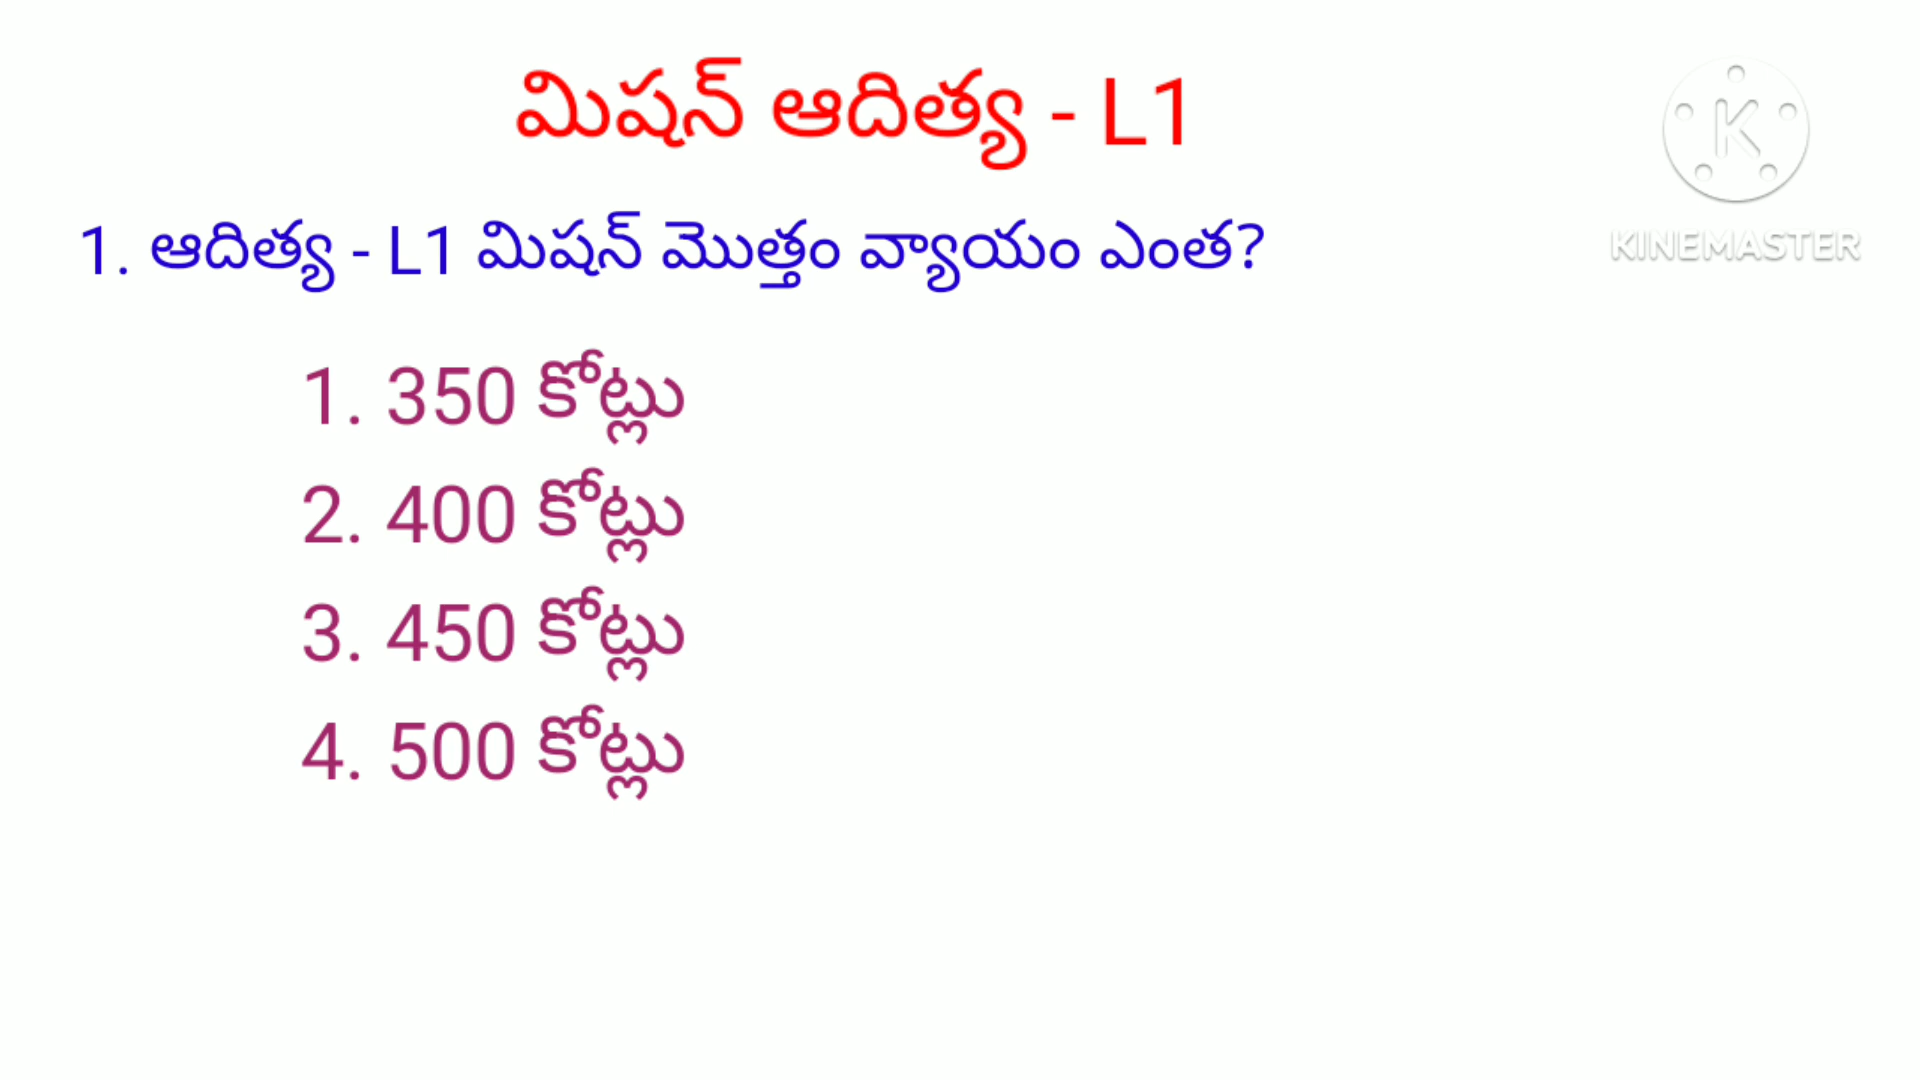 మిషన్ ఆదిత్య - L1
KINEMASTER
1. ఆదిత్య - L1 మిషన్ మొత్తం వ్యాయం ఎంత?
1. 350 కోట్లు
2. 400 కోట్లు
3. 450 కోట్లు
4. 500 కోట్లు